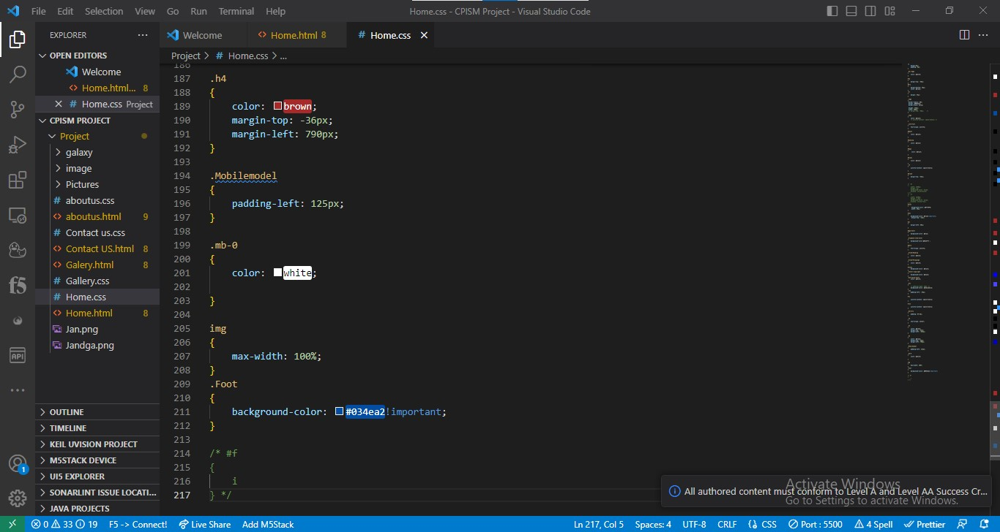 File Edit Selection View Go Run Terminal Help Home.css - CPISM Project - Visual Studio Code
EXPLORER
OPEN EDITORS
Welcome
Home.html... 8
Home.css Project
CPISM PROJECT
Project
galaxy
image
Pictures
aboutus.css
aboutus.html 9
Contact us.css
Contact US.html 8
Galery.html 8
Gallery.css
Home.css
Home.html 8
Jan.png
Jandga.png
OUTLINE
TIMELINE
KEIL UVISION PROJECT
M5STACK DEVICE
UI5 EXPLORER
SONARLINT ISSUE LOCATI...
JAVA PROJECTS
f5
API
1
Welcome Home.html 8 # Home.css
Project > # Home.css > ...
186
187 .h4
188 {
189 color: brown;
190 margin-top: -36px;
191 margin-left: 790px;
192 }
193
194 .Mobilemodel
195 {
196 padding-left: 125px;
197 }
198
199 .mb-0
200 {
201 color: white;
202
203 }
204
205 img
206 {
207 max-width: 100%;
208 }
209 .Foot
210 {
211 background-color: #034ea2!important;
212 }
213
214 /* #f
215 {
216 i
217 } */
Activate Windows
All authored content must conform to Level A and Level AA Success Cr...
Go to Settings to activate Windows.
0 33 19 F5 -> Connect! Live Share Add M5Stack Ln 217, Col 5 Spaces: 4 UTF-8 CRLF {} CSS Port : 5500 4 Spell Prettier